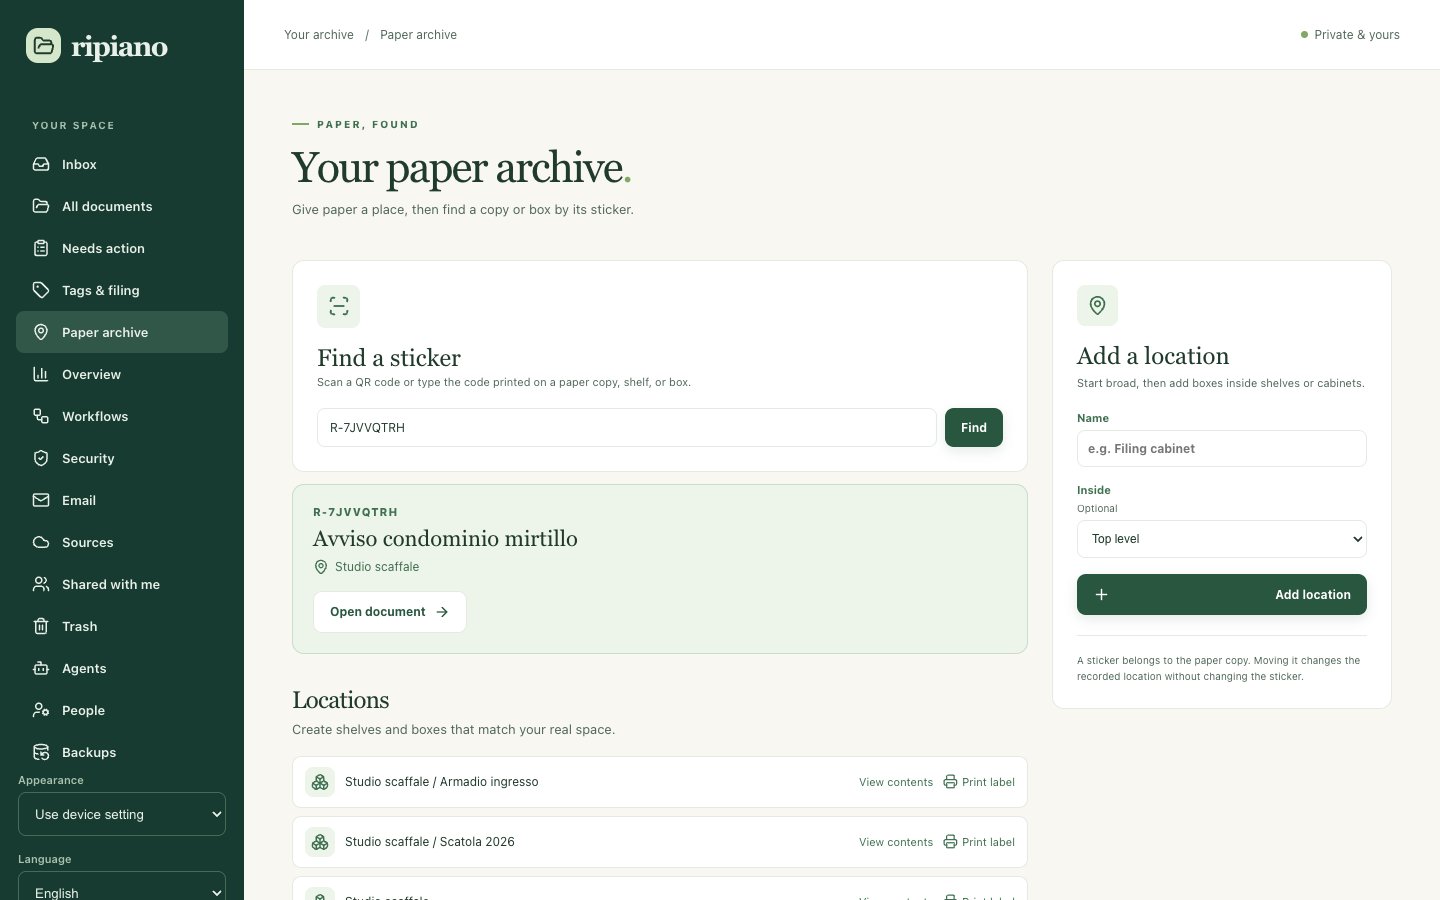 ripiano
YOUR SPACE
Inbox
All documents
Needs action
Tags & filing
Paper archive
Overview
Workflows
Security
Email
Sources
Shared with me
Trash
Agents
People
Backups
Appearance
Use device setting
Language
English
Your archive / Paper archive
Private & yours
PAPER, FOUND
Your paper archive.
Give paper a place, then find a copy or box by its sticker.
Find a sticker
Scan a QR code or type the code printed on a paper copy, shelf, or box.
R-7JVVQTRH
Find
R-7JVVQTRH
Avviso condominio mirtillo
Studio scaffale
Open document
Locations
Create shelves and boxes that match your real space.
Studio scaffale / Armadio ingresso View contents Print label
Studio scaffale / Scatola 2026 View contents Print label
Studio scaffale View contents Print label
Add a location
Start broad, then add boxes inside shelves or cabinets.
Name
e.g. Filing cabinet
Inside
Optional
Top level
Add location
A sticker belongs to the paper copy. Moving it changes the
recorded location without changing the sticker.